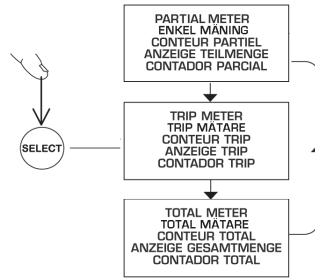 PARTIAL METER
ENKEL MÄNING
CONTEUR PARTIEL
ANZEIGE TEILMENGE
CONTADOR PARCIAL
SELECT
TRIP METER
TRIP MÄTARE
CONTEUR TRIP
ANZEIGE TRIP
CONTADOR TRIP
TOTAL METER
TOTAL MÄTARE
CONTEUR TOTAL
ANZEIGE GESAMTMENGE
CONTADOR TOTAL